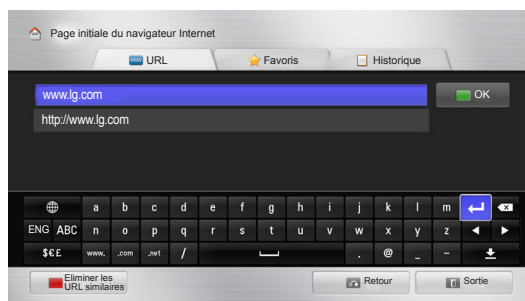 Page initiale du navigateur Internet
URL Favoris Historique
www.lg.com OK
http://www.lg.com
a b c d e f g h i j k l m
ENG ABC n o p q r s t u v w x y z
$€£ www. .com .net / . @ _ -
Eliminer les
URL similaires
Retour Sortie